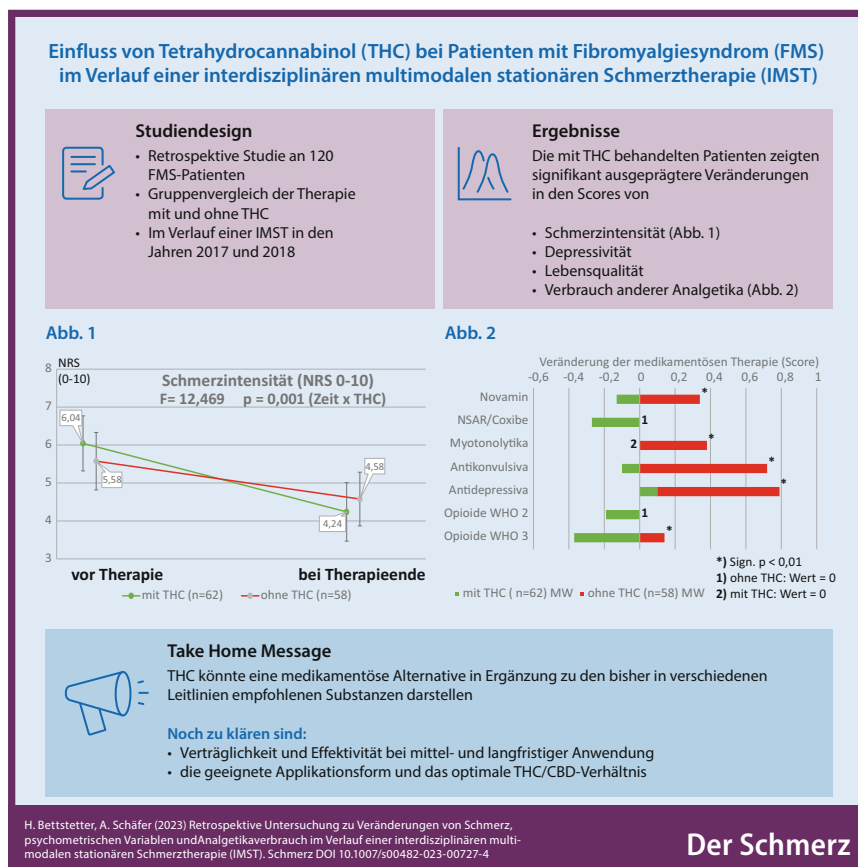 Einfluss von Tetrahydrocannabinol (THC) bei Patienten mit Fibromyalgiesyndrom (FMS)
im Verlauf einer interdisziplinären multimodalen stationären Schmerztherapie (IMST)
Studiendesign
• Retrospektive Studie an 120
FMS-Patienten
• Gruppenvergleich der Therapie
mit und ohne THC
• Im Verlauf einer IMST in den
Jahren 2017 und 2018
Ergebnisse
Die mit THC behandelten Patienten zeigten
signifikant ausgeprägtere Veränderungen
in den Scores von
• Schmerzintensität (Abb. 1)
• Depressivität
• Lebensqualität
• Verbrauch anderer Analgetika (Abb. 2)
Abb. 1
NRS
(0-10)
Schmerzintensität (NRS 0-10)
F= 12,469 p = 0,001 (Zeit x THC)
8
7
6
5
4
3
6,04
5,58
4,58
4,24
vor Therapie bei Therapieende
mit THC (n=62) ohne THC (n=58)
Abb. 2
Veränderung der medikamentösen Therapie (Score)
-0,6 -0,4 -0,2 0 0,2 0,4 0,6 0,8 1
Novamin *
NSAR/Coxibe 1
Myotonolytika 2 *
Antikonvulsiva *
Antidepressiva *
Opioide WHO 2 1
Opioide WHO 3 *
*) Sign. p < 0,01
1) ohne THC: Wert = 0
2) mit THC: Wert = 0
mit THC ( n=62) MW ohne THC (n=58) MW
Take Home Message
THC könnte eine medikamentöse Alternative in Ergänzung zu den bisher in verschiedenen
Leitlinien empfohlenen Substanzen darstellen
Noch zu klären sind:
• Verträglichkeit und Effektivität bei mittel- und langfristiger Anwendung
• die geeignete Applikationsform und das optimale THC/CBD-Verhältnis
H. Bettstetter, A. Schäfer (2023) Retrospektive Untersuchung zu Veränderungen von Schmerz,
psychometrischen Variablen undAnalgetikaverbrauch im Verlauf einer interdisziplinären multi-
modalen stationären Schmerztherapie (IMST). Schmerz DOI 10.1007/s00482-023-00727-4
Der Schmerz